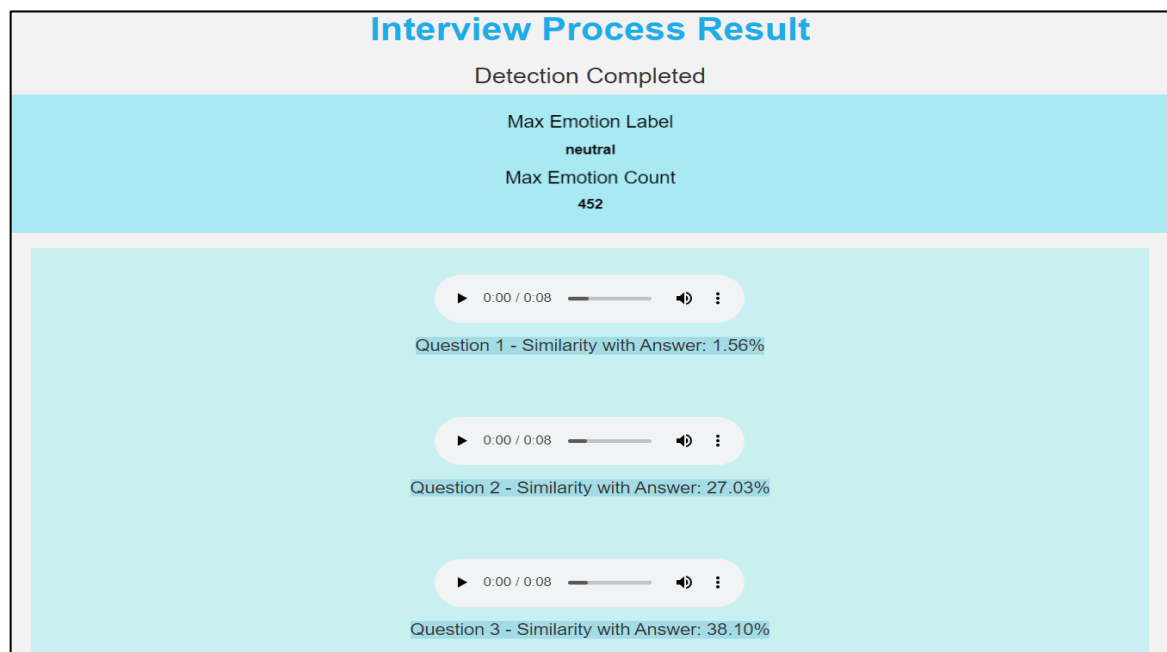 Interview Process Result
Detection Completed
Max Emotion Label
neutral
Max Emotion Count
452
0:00 / 0:08
Question 1 - Similarity with Answer: 1.56%
0:00 / 0:08
Question 2 - Similarity with Answer: 27.03%
0:00 / 0:08
Question 3 - Similarity with Answer: 38.10%